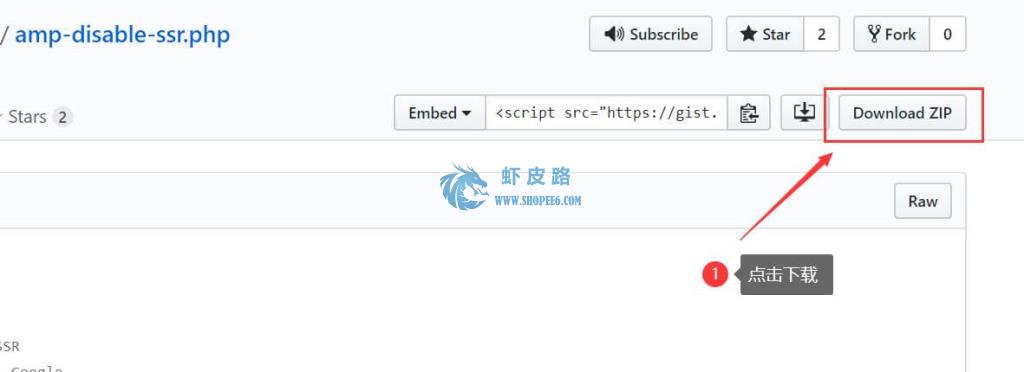 / amp-disable-ssr.php
Subscribe Star 2 Fork 0
Stars 2
Embed <script src="https://gist. Download ZIP
虾皮路
WWW.SHOPEE6.COM
Raw
1 点击下载
SSR
Google